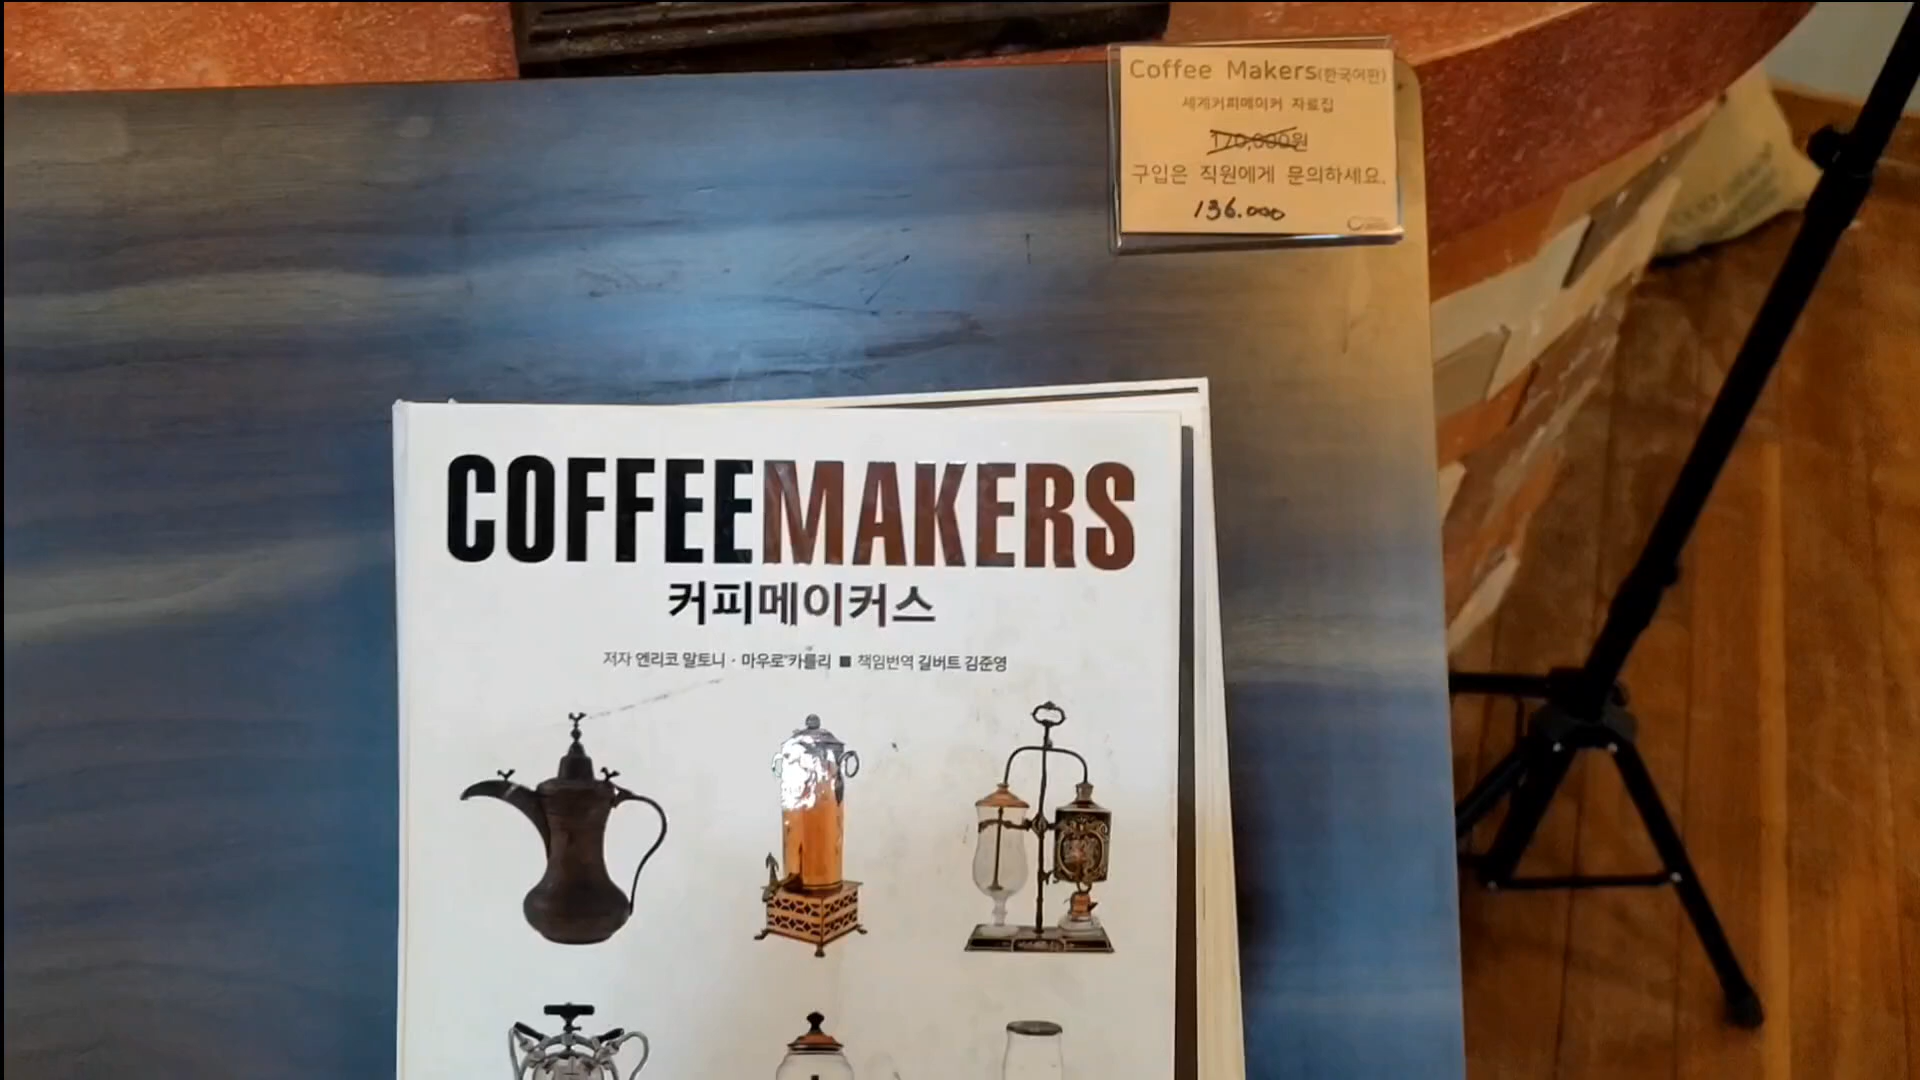 Coffee Makers(한국어판)
세계커피메이커 자료집
170,000원
구입은 직원에게 문의하세요.
136.000
COFFEEMAKERS
커피메이커스
저자 엔리코 말토니 · 마우로 카를리 ■ 책임번역 길버트 김준영